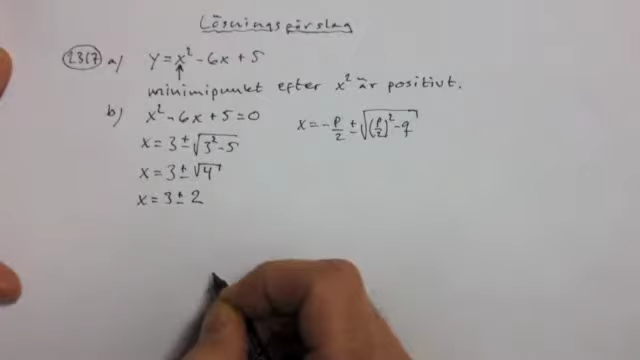 Lösningsförslag
2317 a) y = x² - 6x + 5
minimipunkt efter x² är positivt.
b) x² - 6x + 5 = 0
x = -p/2 ± √((p/2)² - q)
x = 3 ± √(3² - 5)
x = 3 ± √4
x = 3 ± 2